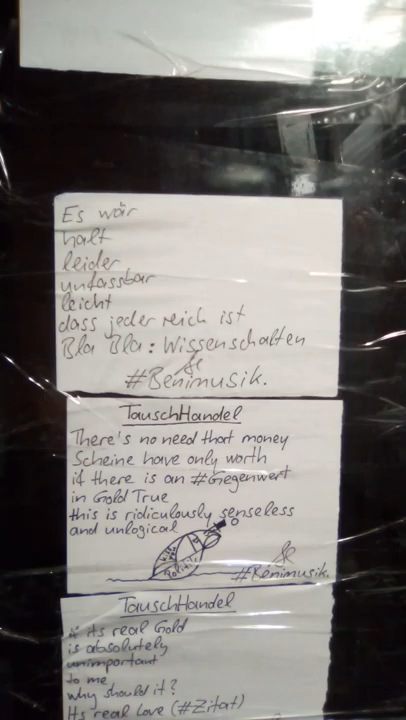 Es wär
halt
leider
unfassbar
leicht
dass jeder reich ist
Bla Bla: Wissenschaften
#Benimusik.
TauschHandel
There's no need that money
Scheine have only worth
if there is an #Gegenwert
in Gold True
this is ridiculously senseless
and unlogical
#Benimusik.
TauschHandel
if its real Gold
is absolutely
unimportant
to me
why should it?
Its real Love (#Zitat)